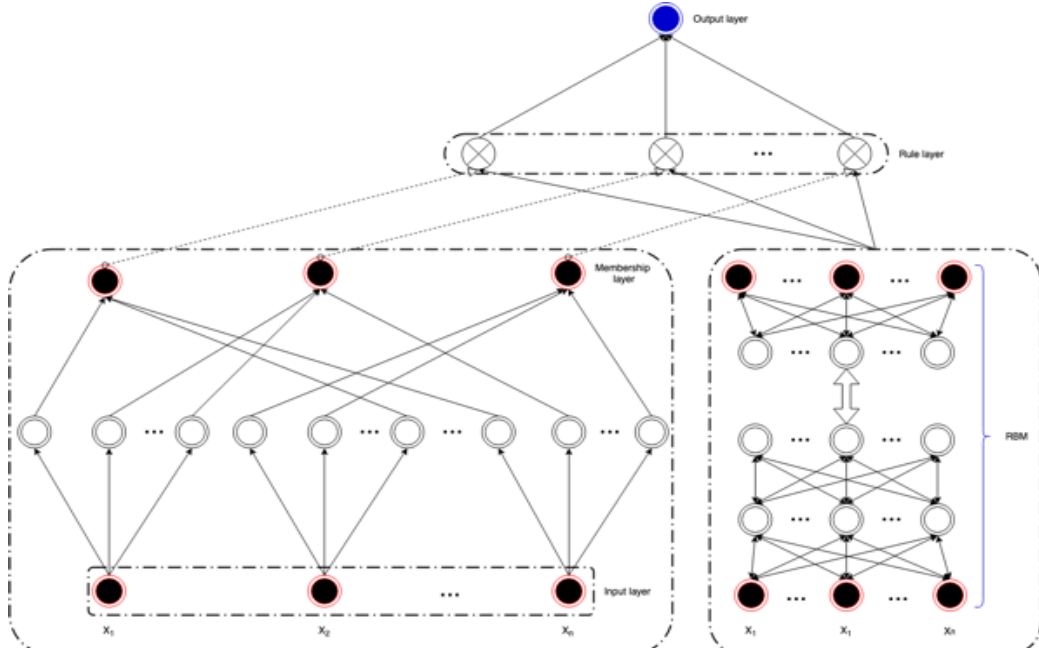 Output layer
Rule layer
Membership
layer
RBM
Input layer
X₁ X₂ Xₙ X₁ X₁ Xₙ